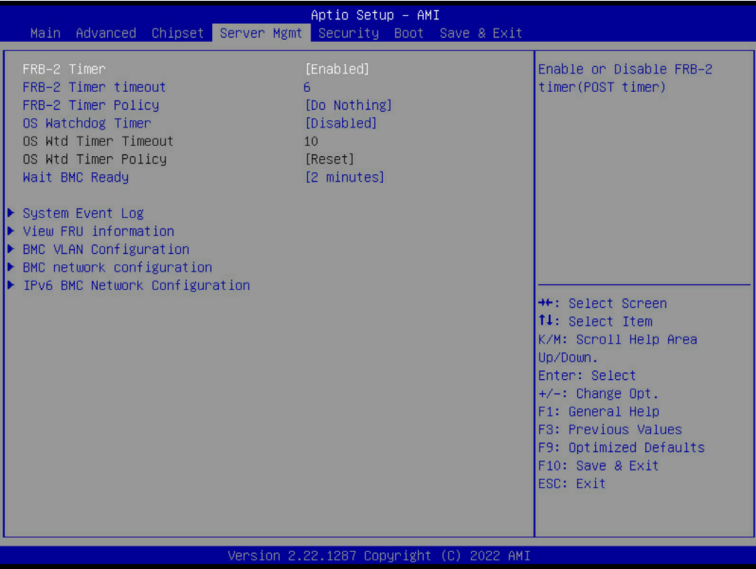 Aptio Setup – AMI
Main Advanced Chipset Server Mgmt Security Boot Save & Exit
FRB-2 Timer [Enabled]
FRB-2 Timer timeout 6
FRB-2 Timer Policy [Do Nothing]
OS Watchdog Timer [Disabled]
OS Wtd Timer Timeout 10
OS Wtd Timer Policy [Reset]
Wait BMC Ready [2 minutes]
System Event Log
View FRU information
BMC VLAN Configuration
BMC network configuration
IPv6 BMC Network Configuration
Enable or Disable FRB-2
timer(POST timer)
→←: Select Screen
↑↓: Select Item
K/M: Scroll Help Area
Up/Down.
Enter: Select
+/-: Change Opt.
F1: General Help
F3: Previous Values
F9: Optimized Defaults
F10: Save & Exit
ESC: Exit
Version 2.22.1287 Copyright (C) 2022 AMI